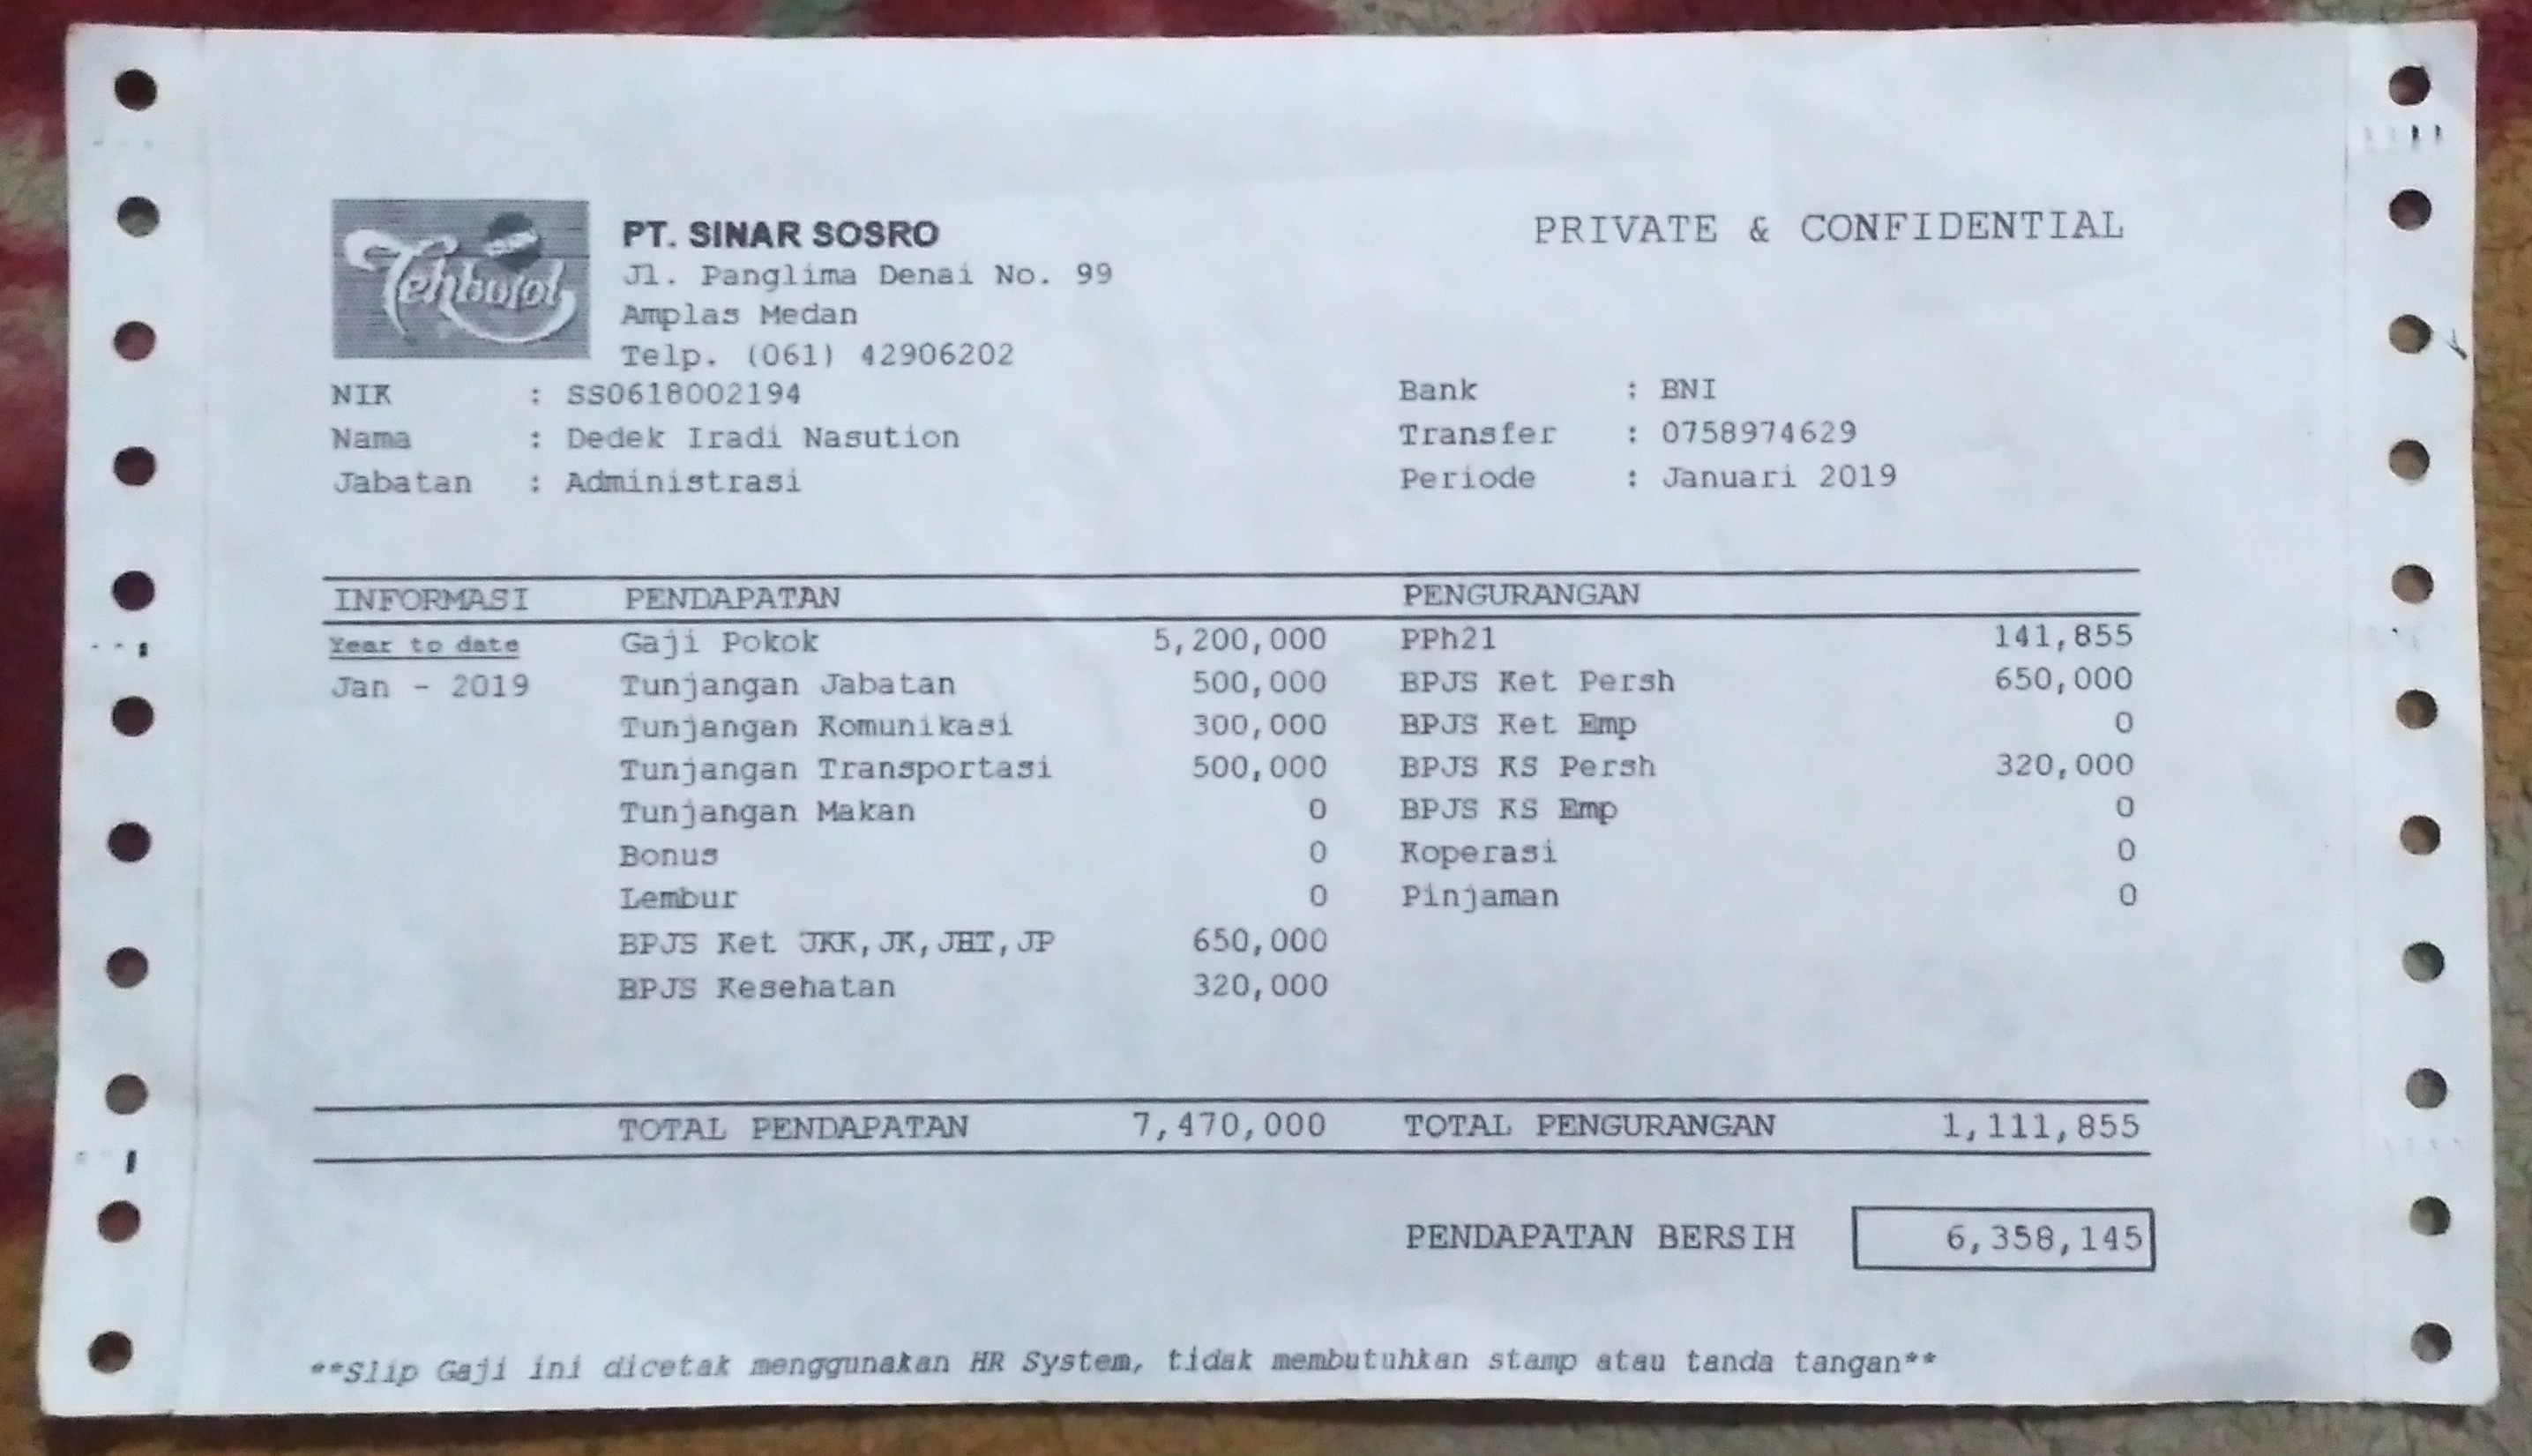 Tehbotol
PT. SINAR SOSRO
PRIVATE & CONFIDENTIAL
Jl. Panglima Denai No. 99
Amplas Medan
Telp. (061) 42906202
NIK : SS0618002194 Bank : BNI
Nama : Dedek Iradi Nasution Transfer : 0758974629
Jabatan : Administrasi Periode : Januari 2019
INFORMASI PENDAPATAN PENGURANGAN
Year to date Gaji Pokok 5,200,000 PPh21 141,855
Jan - 2019 Tunjangan Jabatan 500,000 BPJS Ket Persh 650,000
Tunjangan Komunikasi 300,000 BPJS Ket Emp 0
Tunjangan Transportasi 500,000 BPJS KS Persh 320,000
Tunjangan Makan 0 BPJS KS Emp 0
Bonus 0 Koperasi 0
Lembur 0 Pinjaman 0
BPJS Ket JKK,JK,JHT,JP 650,000
BPJS Kesehatan 320,000
TOTAL PENDAPATAN 7,470,000 TOTAL PENGURANGAN 1,111,855
PENDAPATAN BERSIH 6,358,145
**Slip Gaji ini dicetak menggunakan HR System, tidak membutuhkan stamp atau tanda tangan**